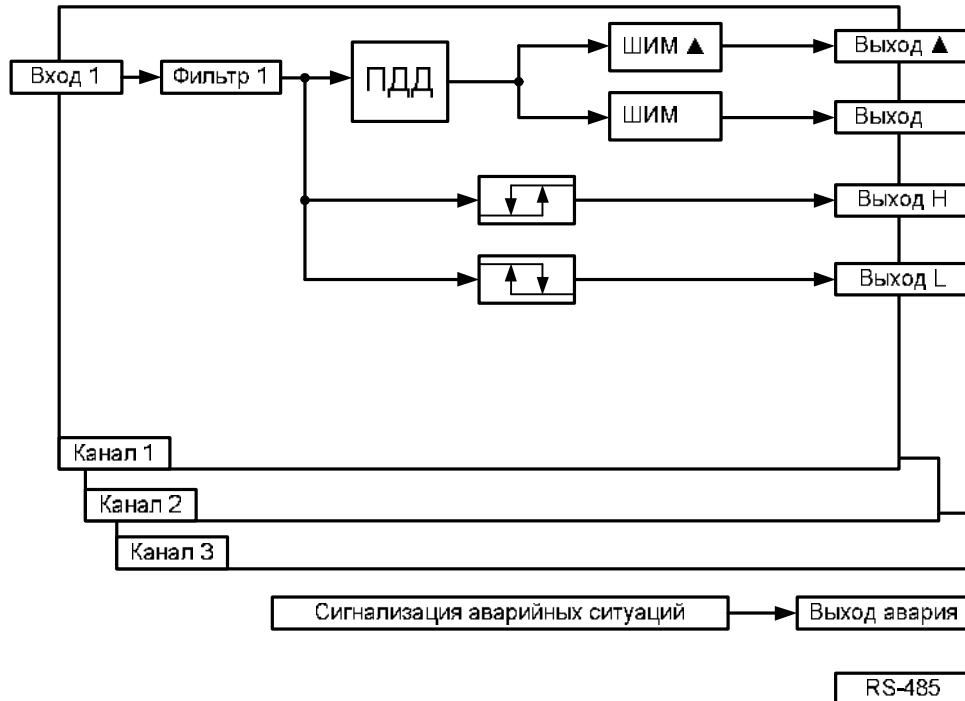 ШИМ ▲
Выход ▲
Вход 1
Фильтр 1
ПДД
ШИМ
Выход
Выход H
Выход L
Канал 1
Канал 2
Канал 3
Сигнализация аварийных ситуаций
Выход авария
RS-485